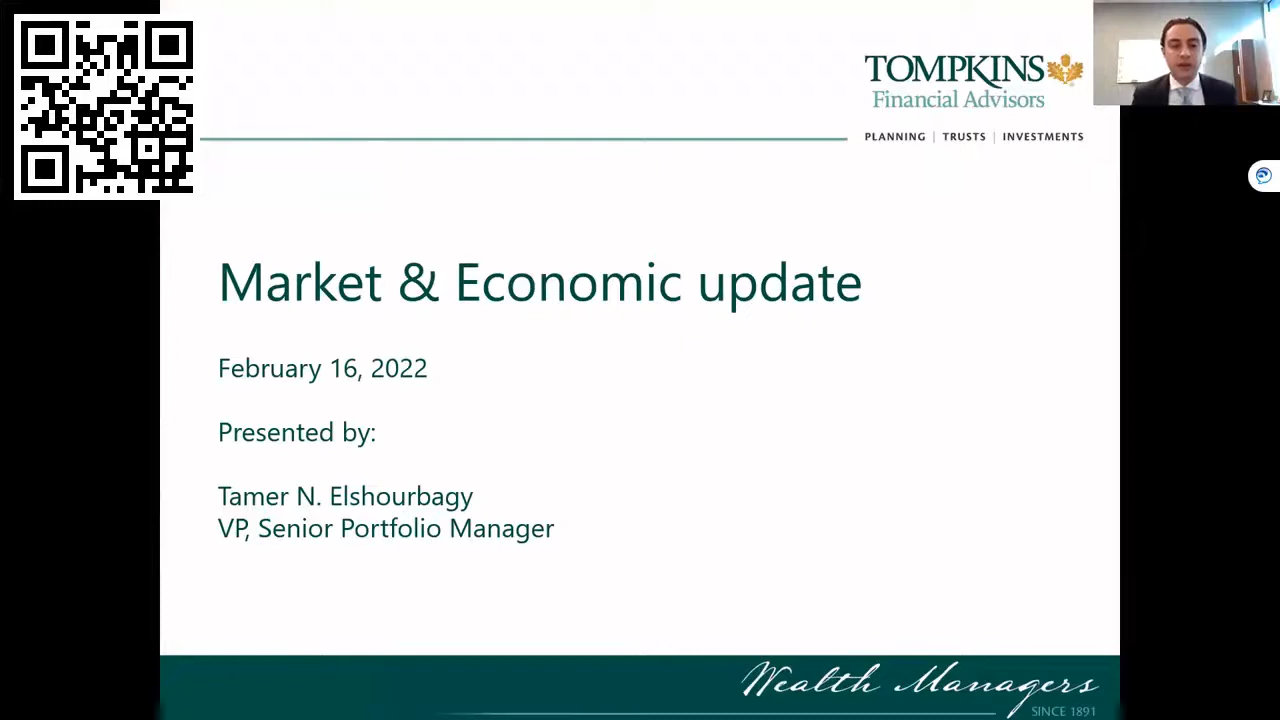 TOMPKINS
Financial Advisors
PLANNING | TRUSTS | INVESTMENTS
Market & Economic update
February 16, 2022
Presented by:
Tamer N. Elshourbagy
VP, Senior Portfolio Manager
Wealth Managers
SINCE 1891